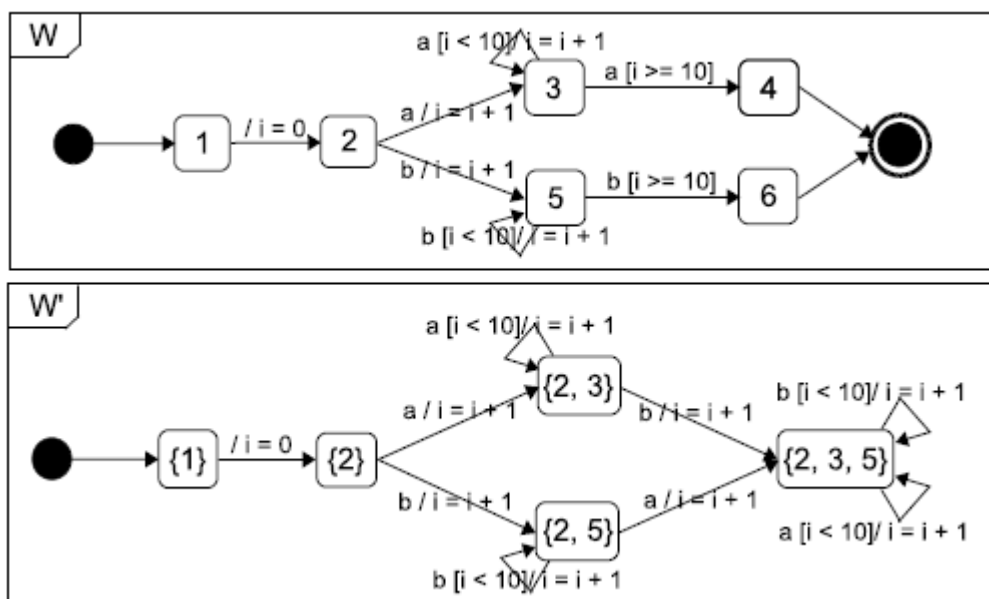 W
a [i < 10]/ i = i + 1
3
a [i >= 10]
4
a / i = i + 1
1
/ i = 0
2
b / i = i + 1
5
b [i >= 10]
6
b [i < 10]/ i = i + 1
W'
a [i < 10]/ i = i + 1
{2, 3}
a / i = i + 1
b / i = i + 1
b [i < 10]/ i = i + 1
{1}
/ i = 0
{2}
{2, 3, 5}
b / i = i + 1
a / i = i + 1
{2, 5}
a [i < 10]/ i = i + 1
b [i < 10]/ i = i + 1